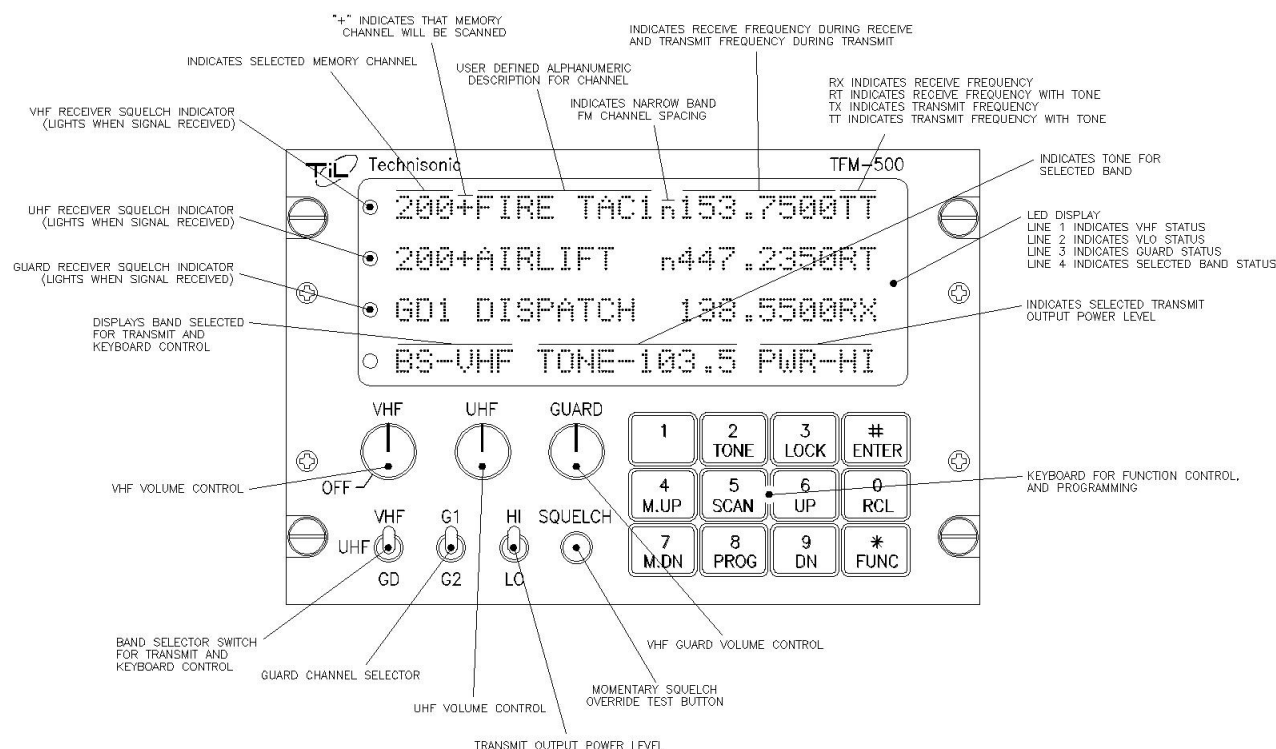 "+" INDICATES THAT MEMORY
CHANNEL WILL BE SCANNED
INDICATES RECEIVE FREQUENCY DURING RECEIVE
AND TRANSMIT FREQUENCY DURING TRANSMIT
INDICATES SELECTED MEMORY CHANNEL
USER DEFINED ALPHANUMERIC
DESCRIPTION FOR CHANNEL
RX INDICATES RECEIVE FREQUENCY
RT INDICATES RECEIVE FREQUENCY WITH TONE
TX INDICATES TRANSMIT FREQUENCY
TT INDICATES TRANSMIT FREQUENCY WITH TONE
VHF RECEIVER SQUELCH INDICATOR
(LIGHTS WHEN SIGNAL RECEIVED)
INDICATES NARROW BAND
FM CHANNEL SPACING
INDICATES TONE FOR
SELECTED BAND
TiL Technisonic TFM-500
200+FIRE TAC1n153.7500TT
UHF RECEIVER SQUELCH INDICATOR
(LIGHTS WHEN SIGNAL RECEIVED)
LED DISPLAY
LINE 1 INDICATES VHF STATUS
LINE 2 INDICATES VLO STATUS
LINE 3 INDICATES GUARD STATUS
LINE 4 INDICATES SELECTED BAND STATUS
200+AIRLIFT n447.2350RT
GUARD RECEIVER SQUELCH INDICATOR
(LIGHTS WHEN SIGNAL RECEIVED)
GD1 DISPATCH 138.5500RX
INDICATES SELECTED TRANSMIT
OUTPUT POWER LEVEL
DISPLAYS BAND SELECTED
FOR TRANSMIT AND
KEYBOARD CONTROL
BS-VHF TONE-103.5 PWR-HI
VHF UHF GUARD
OFF
1
2
TONE
3
LOCK
#
ENTER
4
M.UP
5
SCAN
6
UP
0
RCL
7
M.DN
8
PROG
9
DN
*
FUNC
KEYBOARD FOR FUNCTION CONTROL,
AND PROGRAMMING
VHF VOLUME CONTROL
VHF G1 HI SQUELCH
UHF
GD G2 LO
BAND SELECTOR SWITCH
FOR TRANSMIT AND
KEYBOARD CONTROL
GUARD CHANNEL SELECTOR
UHF VOLUME CONTROL
VHF GUARD VOLUME CONTROL
MOMENTARY SQUELCH
OVERRIDE TEST BUTTON
TRANSMIT OUTPUT POWER LEVEL